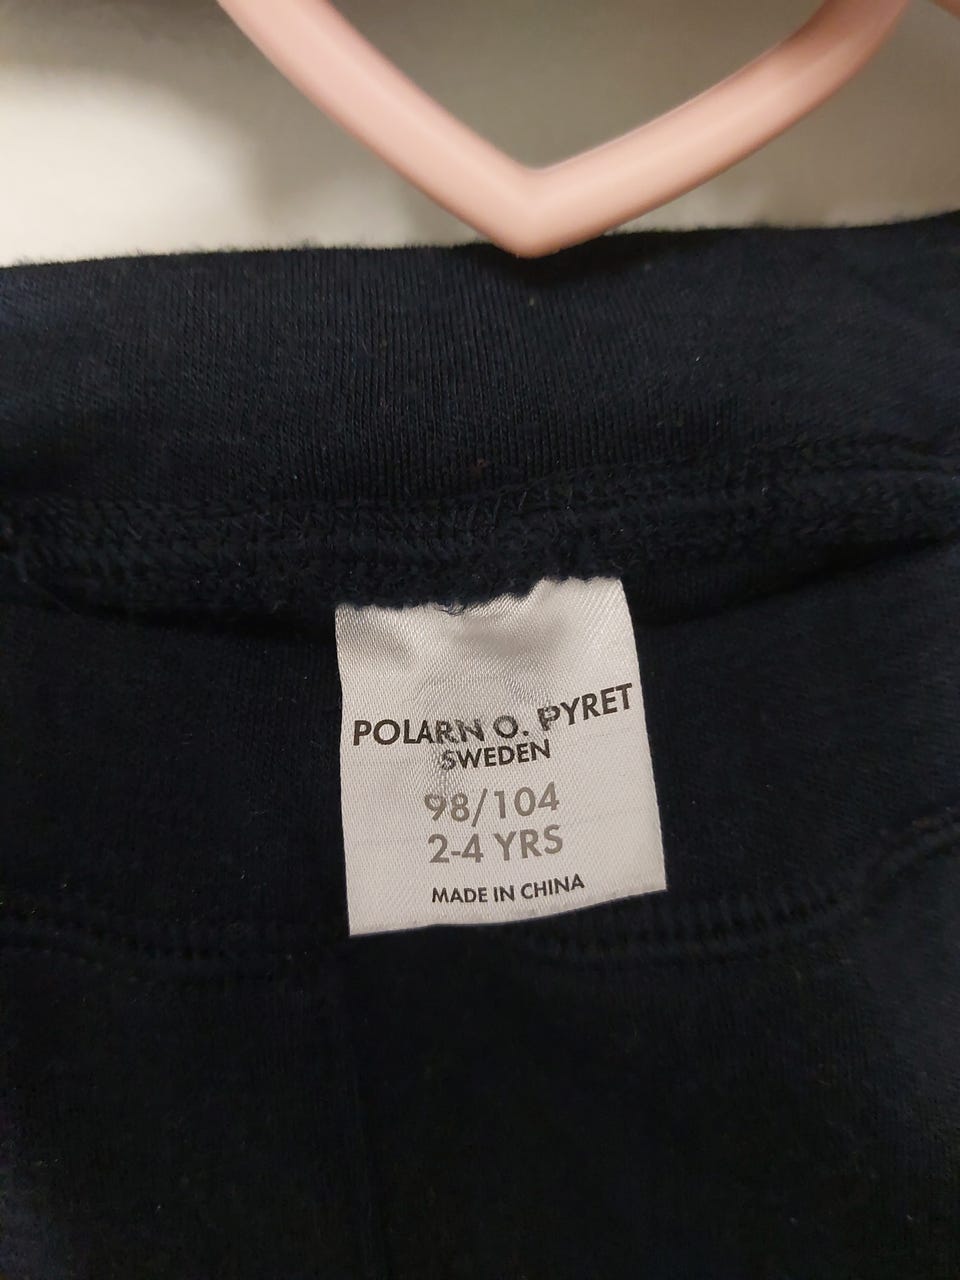 POLARN O. PYRET
SWEDEN
98/104
2-4 YRS
MADE IN CHINA